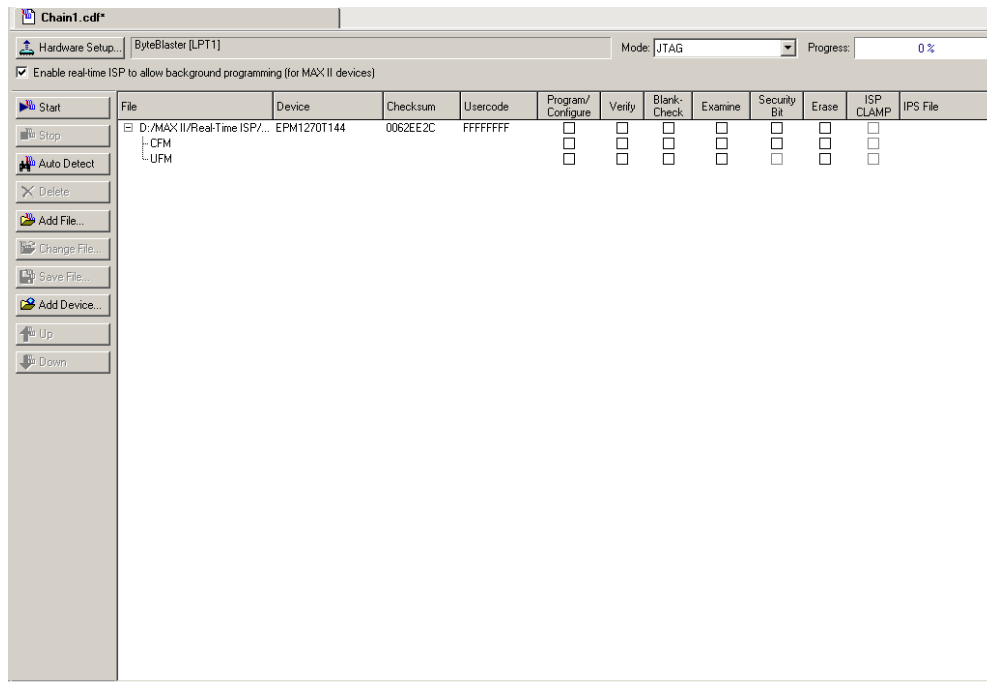 Chain1.cdf*
Hardware Setup... ByteBlaster [LPT1] Mode: JTAG Progress: 0 %
Enable real-time ISP to allow background programming (for MAX II devices)
Start
Stop
Auto Detect
Delete
Add File...
Change File...
Save File...
Add Device...
Up
Down
File Device Checksum Usercode Program/ Configure Verify Blank- Check Examine Security Bit Erase ISP CLAMP IPS File
D:/MAX II/Real-Time ISP/... EPM1270T144 0062EE2C FFFFFFFF
CFM
UFM